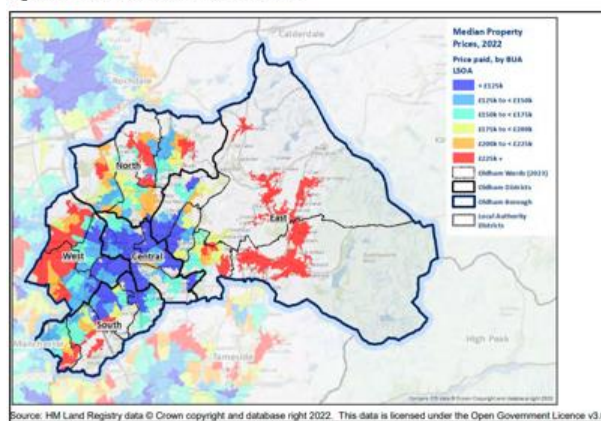 Median Property
Prices, 2022
Price paid, by BUA
LSOA
< £125k
£125k to < £150k
£150k to < £175k
£175k to < £200k
£200k to < £225k
£225k +
Oldham Wards (2023)
Oldham Districts
Oldham Borough
Local Authority
Districts
Calderdale
Rochdale
North
East
West
Central
South
Manchester
Tameside
High Peak
Source: HM Land Registry data © Crown copyright and database right 2022. This data is licensed under the Open Government Licence v3.